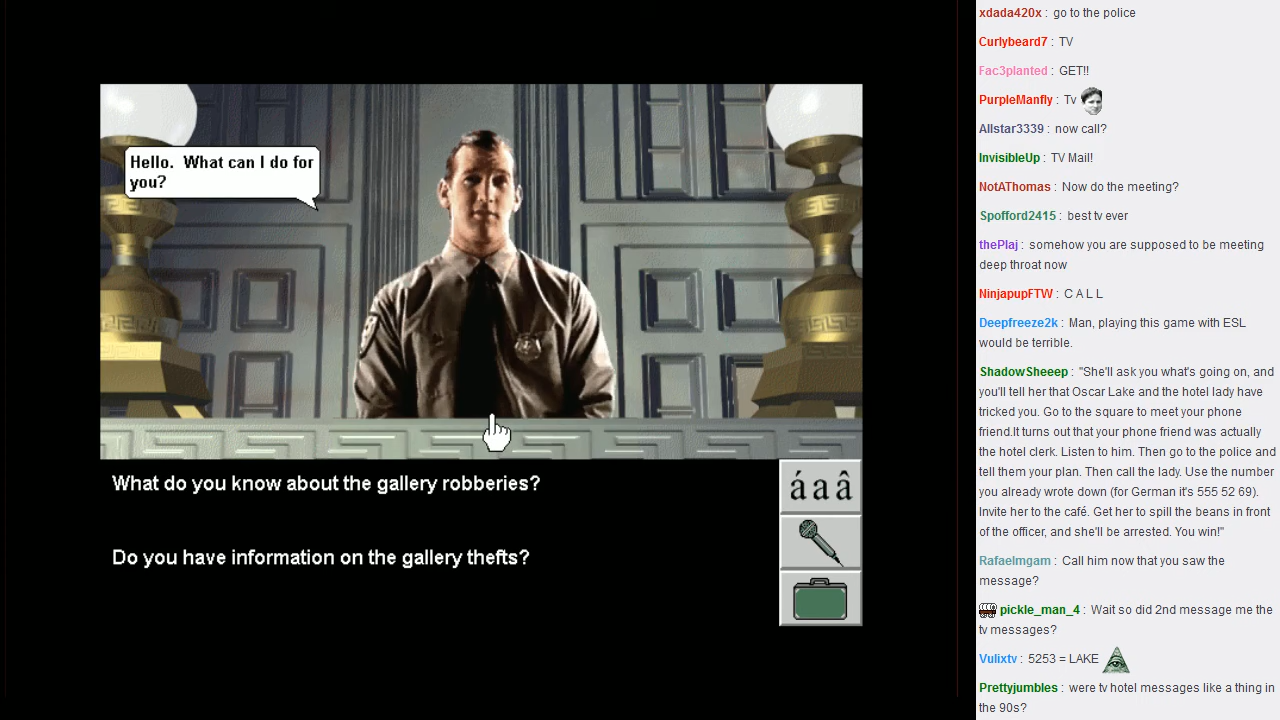 Hello. What can I do for
you?
What do you know about the gallery robberies?
Do you have information on the gallery thefts?
á a â
xdada420x : go to the police
Curlybeard7 : TV
Fac3planted : GET!!
PurpleManfly : Tv
Allstar3339 : now call?
InvisibleUp : TV Mail!
NotAThomas : Now do the meeting?
Spofford2415 : best tv ever
thePlaj : somehow you are supposed to be meeting
deep throat now
NinjapupFTW : C A L L
Deepfreeze2k : Man, playing this game with ESL
would be terrible.
ShadowSheeep : "She'll ask you what's going on, and
you'll tell her that Oscar Lake and the hotel lady have
tricked you. Go to the square to meet your phone
friend.It turns out that your phone friend was actually
the hotel clerk. Listen to him. Then go to the police and
tell them your plan. Then call the lady. Use the number
you already wrote down (for German it's 555 52 69).
Invite her to the café. Get her to spill the beans in front
of the officer, and she'll be arrested. You win!"
Rafaelmgam : Call him now that you saw the
message?
pickle_man_4 : Wait so did 2nd message me the
tv messages?
Vulixtv : 5253 = LAKE
Prettyjumbles : were tv hotel messages like a thing in
the 90s?